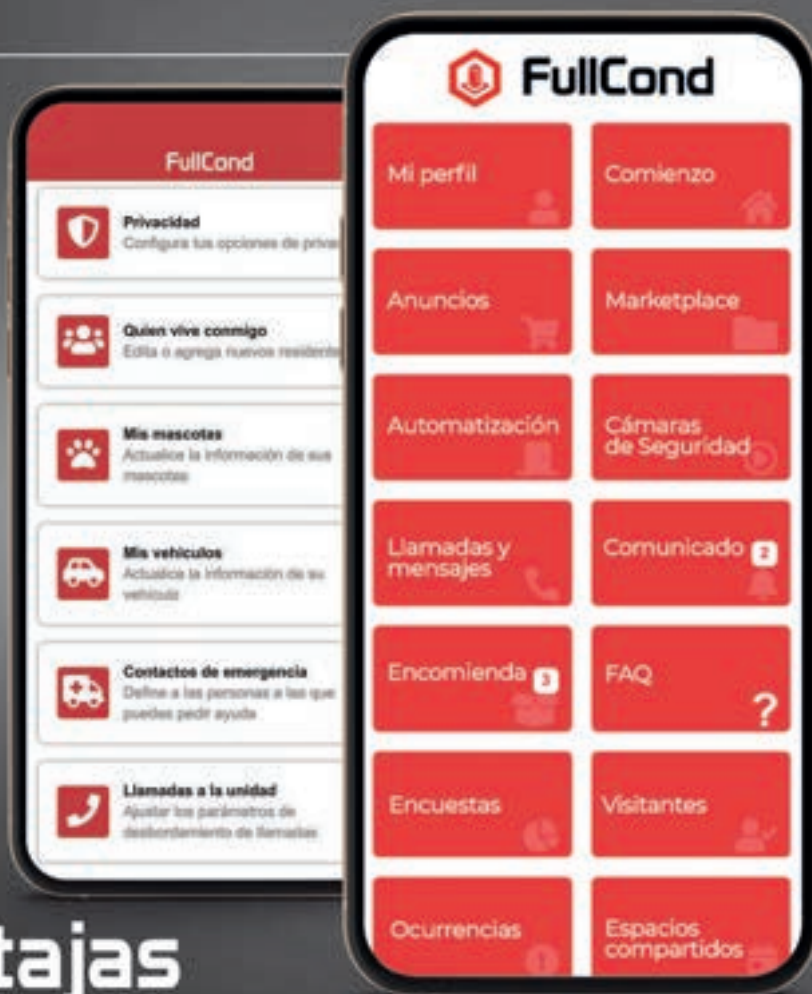 FullCond
Privacidad
Configura tus opciones de priva
Quien vive conmigo
Edita o agrega nuevos residente
Mis mascotas
Actualice la información de sus
mascotas
Mis vehículos
Actualice la información de su
vehículo
Contactos de emergencia
Define a las personas a las que
puedes pedir ayuda
Llamadas a la unidad
Ajustar los parámetros de
desbordamiento de llamadas
FullCond
Mi perfil
Comienzo
Anuncios
Marketplace
Automatización
Cámaras
de Seguridad
Llamadas y
mensajes
Comunicado 2
Encomienda 3
FAQ
?
Encuestas
Visitantes
Ocurrencias
Espacios
compartidos
tajas